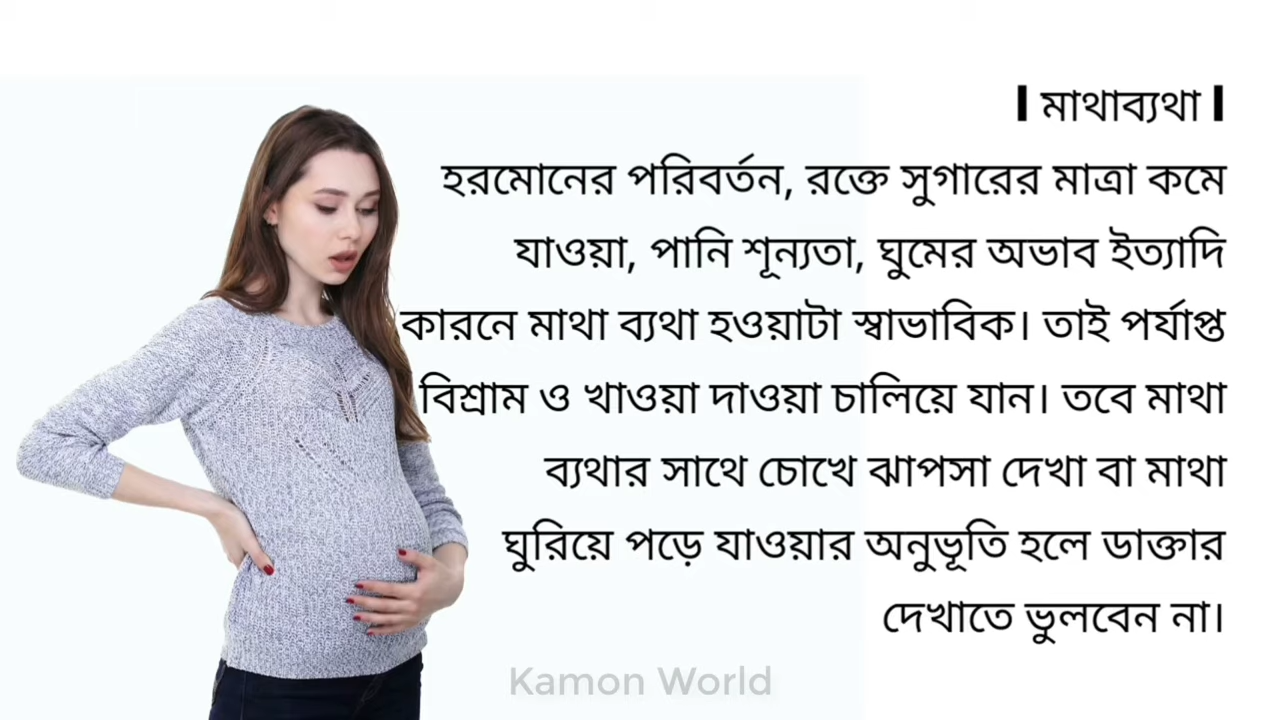 | মাথাব্যথা |
হরমোনের পরিবর্তন, রক্তে সুগারের মাত্রা কমে
যাওয়া, পানি শূন্যতা, ঘুমের অভাব ইত্যাদি
কারনে মাথা ব্যথা হওয়াটা স্বাভাবিক। তাই পর্যাপ্ত
বিশ্রাম ও খাওয়া দাওয়া চালিয়ে যান। তবে মাথা
ব্যথার সাথে চোখে ঝাপসা দেখা বা মাথা
ঘুরিয়ে পড়ে যাওয়ার অনুভূতি হলে ডাক্তার
দেখাতে ভুলবেন না।
Kamon World